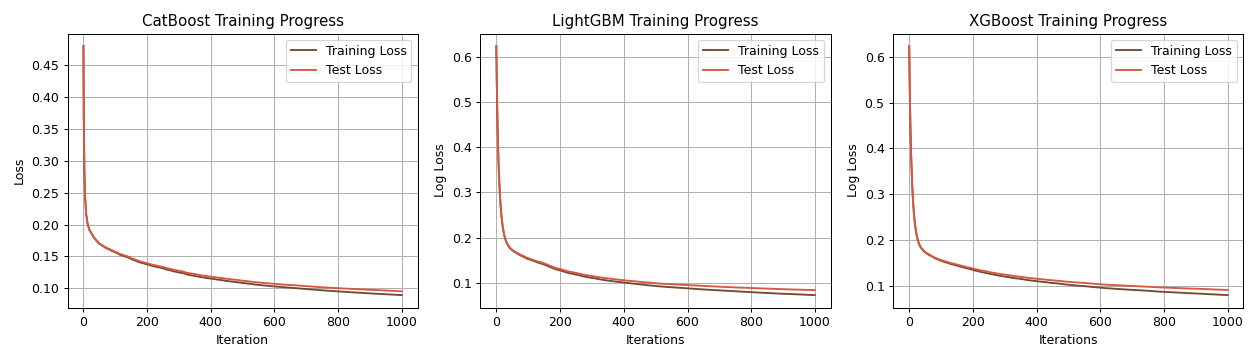 CatBoost Training Progress
Training Loss
Test Loss
0.45
0.40
0.35
0.30
0.25
0.20
0.15
0.10
Loss
0 200 400 600 800 1000
Iteration
LightGBM Training Progress
Training Loss
Test Loss
0.6
0.5
0.4
0.3
0.2
0.1
Log Loss
0 200 400 600 800 1000
Iterations
XGBoost Training Progress
Training Loss
Test Loss
0.6
0.5
0.4
0.3
0.2
0.1
Log Loss
0 200 400 600 800 1000
Iterations